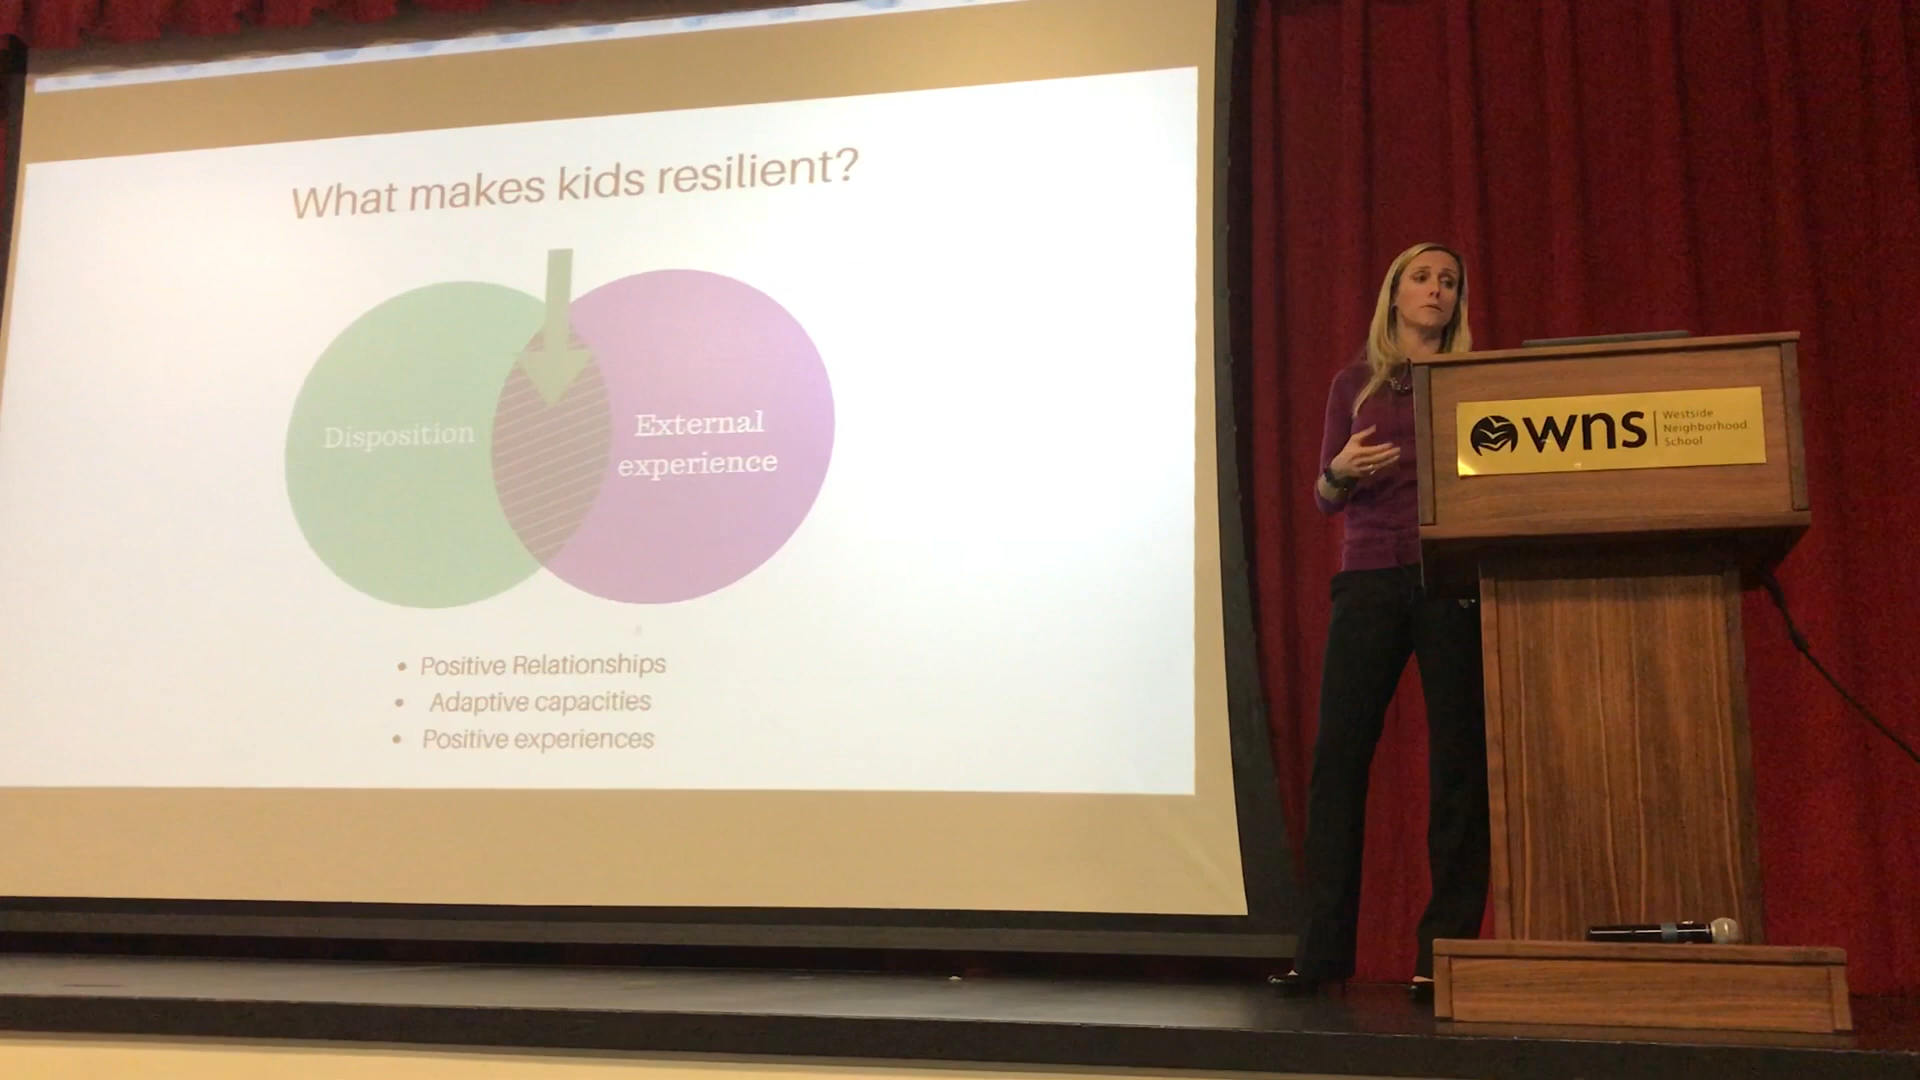 What makes kids resilient?
Disposition
External
experience
• Positive Relationships
• Adaptive capacities
• Positive experiences
wns
Westside
Neighborhood
School